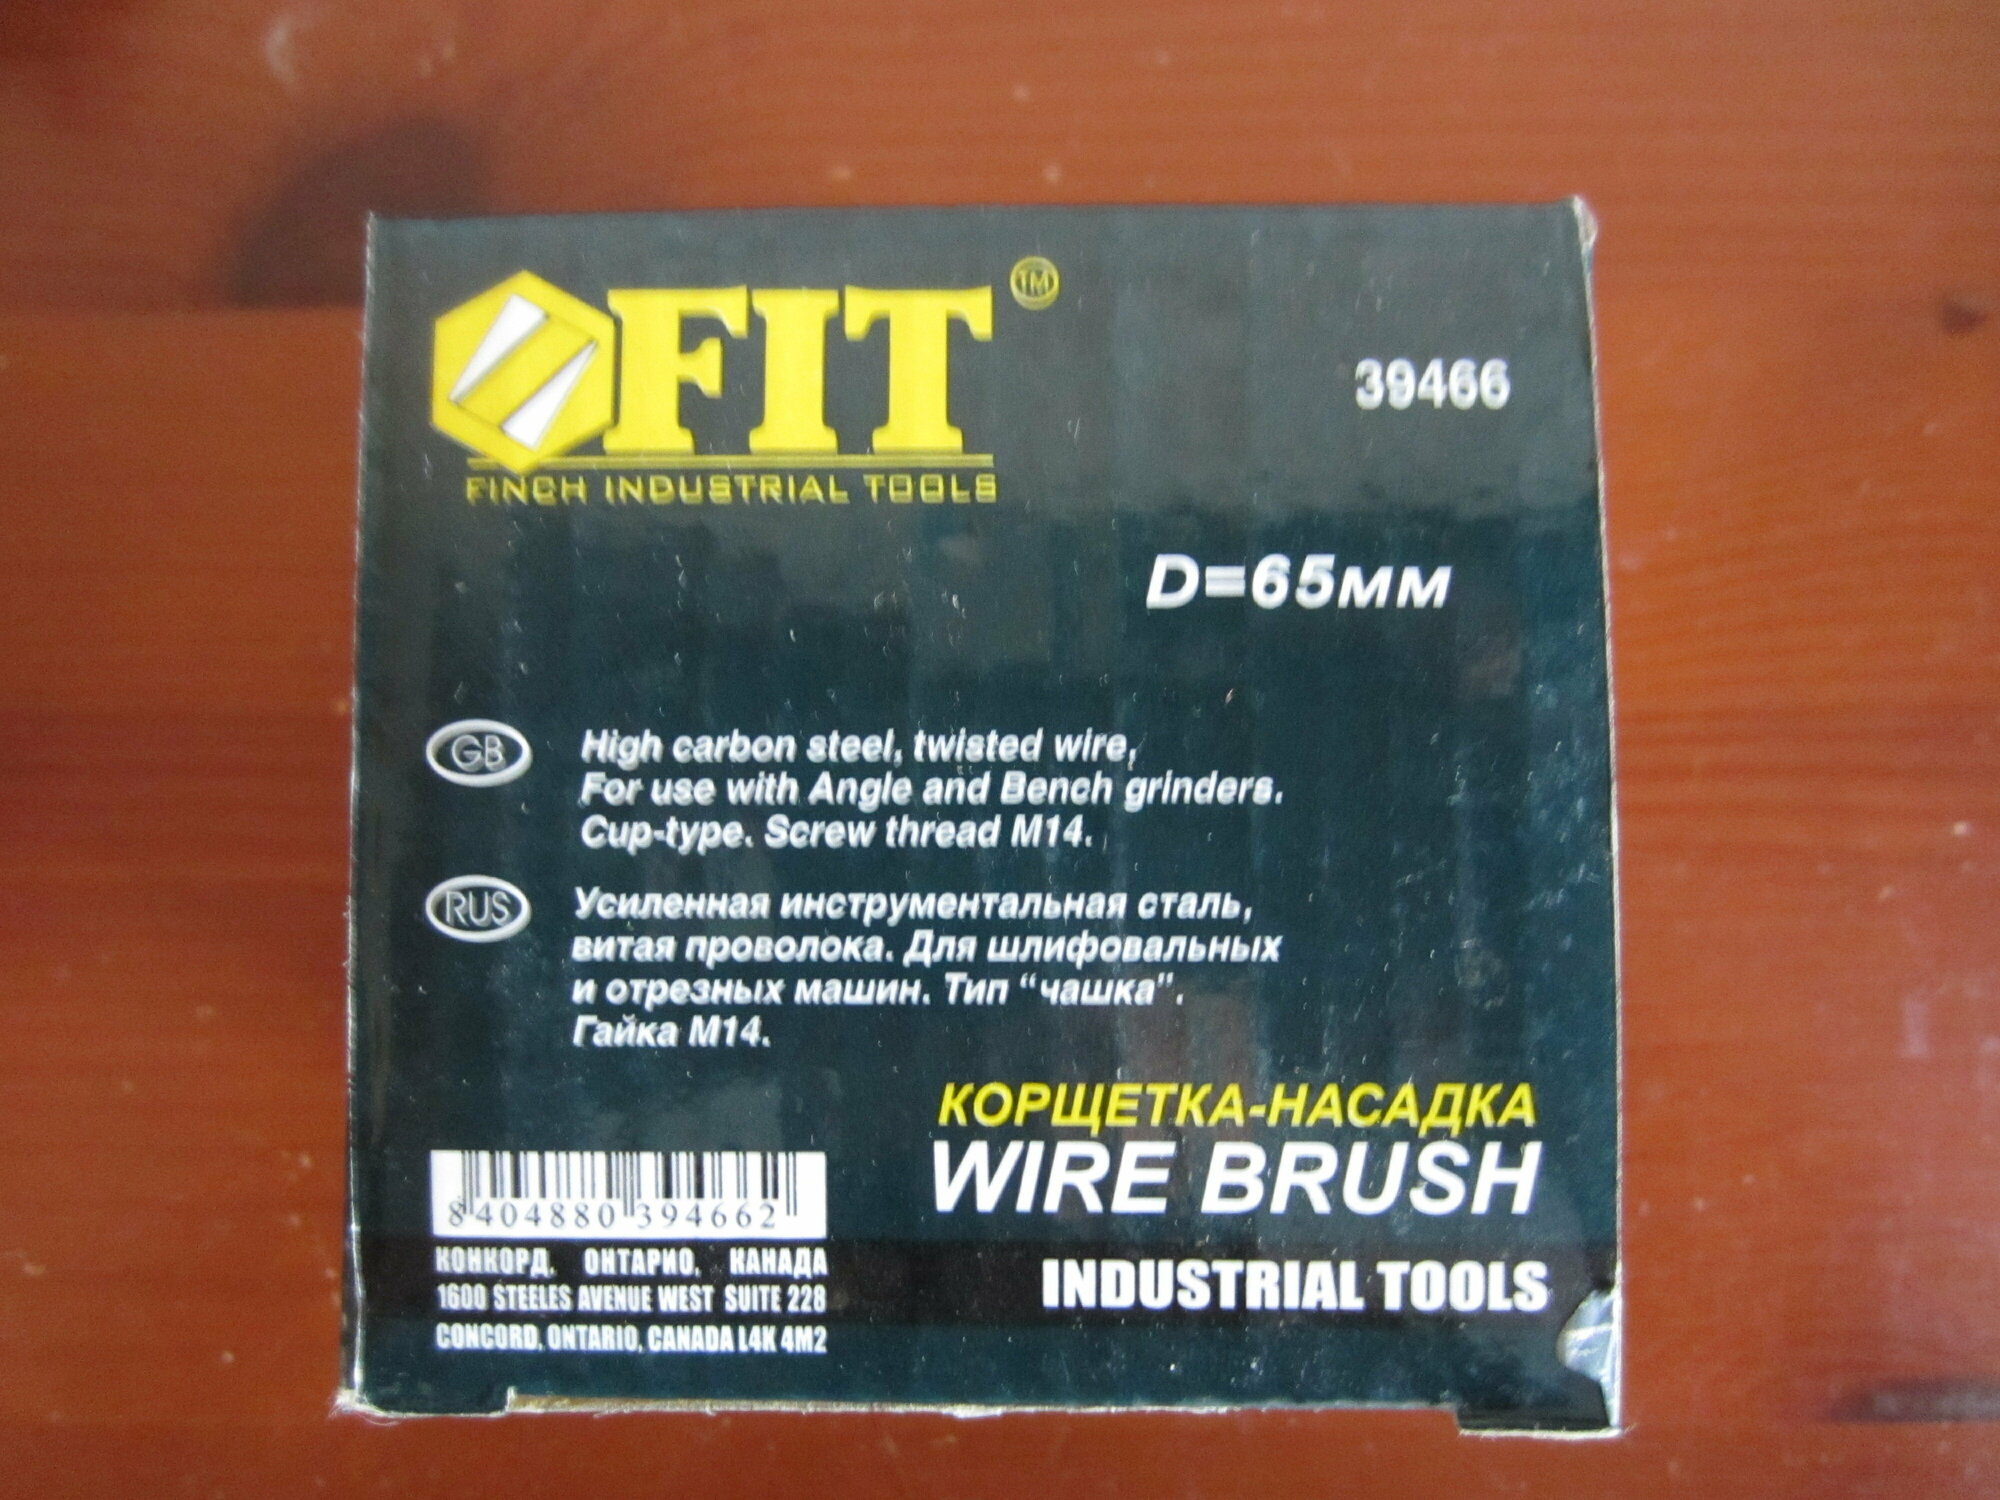 FIT TM
FINCH INDUSTRIAL TOOLS
39466
D=65мм
GB
High carbon steel, twisted wire,
For use with Angle and Bench grinders.
Cup-type. Screw thread M14.
RUS
Усиленная инструментальная сталь,
витая проволока. Для шлифовальных
и отрезных машин. Тип “чашка”.
Гайка М14.
КОРЩЕТКА-НАСАДКА
WIRE BRUSH
INDUSTRIAL TOOLS
8 404880 394662
КОНКОРД. ОНТАРИО. КАНАДА
1600 STEELES AVENUE WEST SUITE 228
CONCORD, ONTARIO, CANADA L4K 4M2